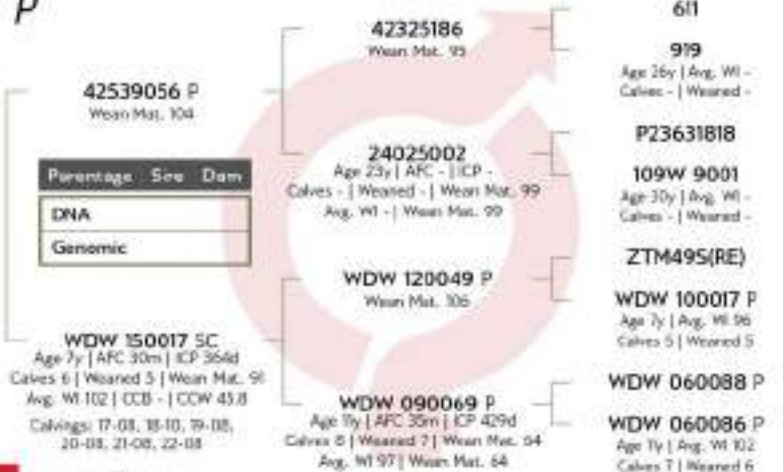 P
42539056 P
Wean Mat. 104
Parentage Sire Dam
DNA
Genomic
WDW 150017 SC
Age 7y | AFC 30m | ICP 364d
Calves 6 | Weaned 5 | Wean Mat. 91
Avg. WI 102 | CCB - | CCW 45.8
Calvings: 17-08, 18-10, 19-08,
20-08, 21-08, 22-08
42325186
Wean Mat. 95
24025002
Age 23y | AFC - | ICP -
Calves - | Weaned - | Wean Mat. 99
Avg. WI - | Wean Mat. 99
WDW 120049 P
Wean Mat. 106
WDW 090069 P
Age 11y | AFC 35m | ICP 429d
Calves 8 | Weaned 7 | Wean Mat. 64
Avg. WI 97 | Wean Mat. 64
611
919
Age 26y | Avg. WI -
Calves - | Weaned -
P23631818
109W 9001
Age 30y | Avg. WI -
Calves - | Weaned -
ZTM49S(RE)
WDW 100017 P
Age 7y | Avg. WI 96
Calves 5 | Weaned 5
WDW 060088 P
WDW 060086 P
Age 11y | Avg. WI 102
Calves 7 | Weaned 6